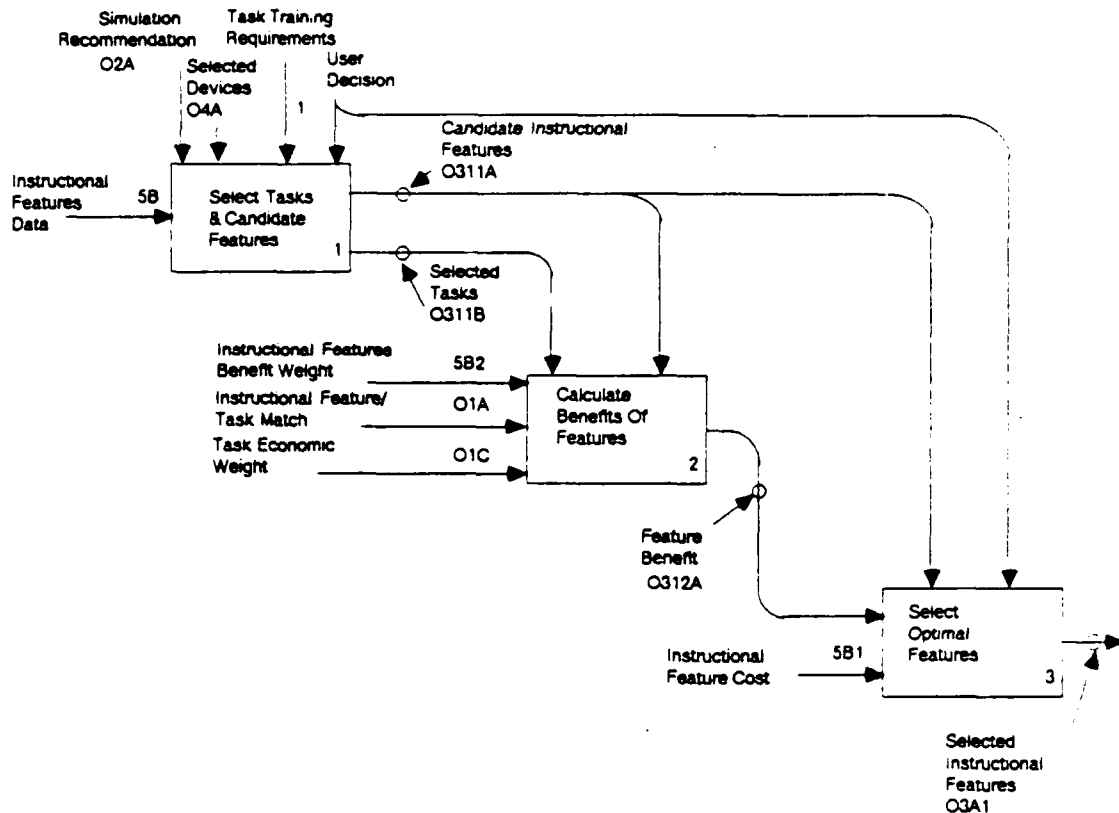 Simulation
Recommendation
O2A
Task Training
Requirements
1
Selected
Devices
O4A
User
Decision
Candidate Instructional
Features
O311A
Instructional
Features
Data
5B
Select Tasks
& Candidate
Features
1
Selected
Tasks
O311B
Instructional Features
Benefit Weight
5B2
Instructional Feature/
Task Match
O1A
Task Economic
Weight
O1C
Calculate
Benefits Of
Features
2
Feature
Benefit
O312A
Instructional
Feature Cost
5B1
Select
Optimal
Features
3
Selected
Instructional
Features
O3A1